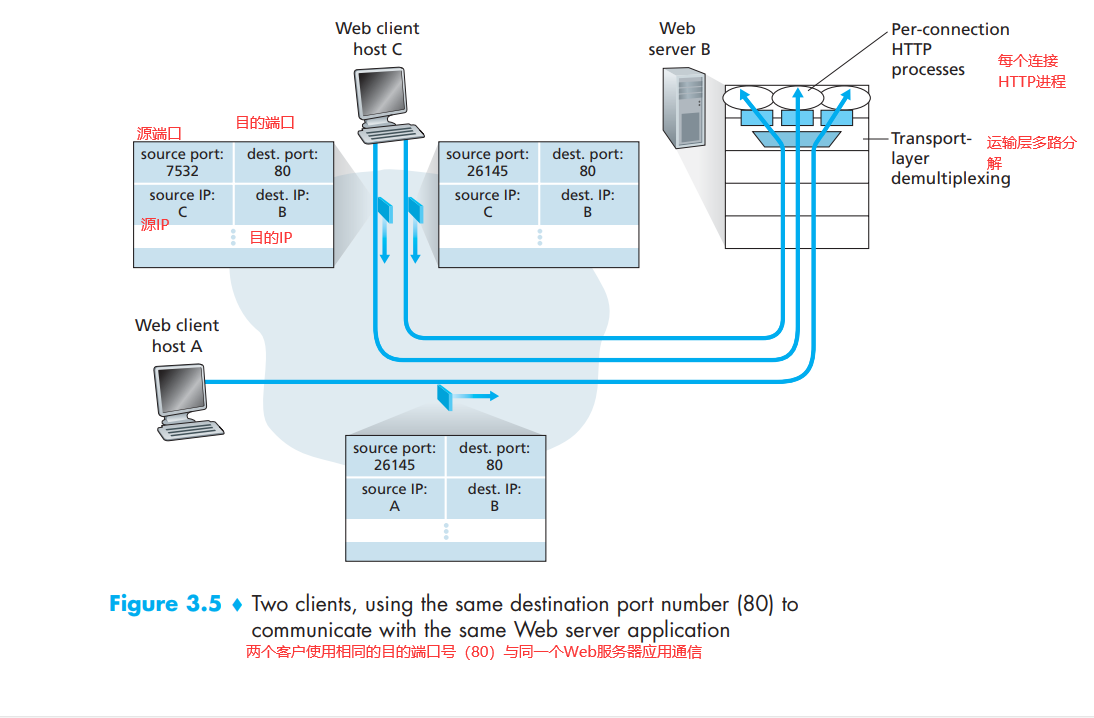 Web client
host C
Web
server B
Per-connection
HTTP
processes
每个连接
HTTP进程
Transport-
layer
demultiplexing
运输层多路分
解
源端口
目的端口
source port:
7532
dest. port:
80
source IP:
C
dest. IP:
B
源IP
目的IP
source port:
26145
dest. port:
80
source IP:
C
dest. IP:
B
Web client
host A
source port:
26145
dest. port:
80
source IP:
A
dest. IP:
B
Figure 3.5 ♦ Two clients, using the same destination port number (80) to
communicate with the same Web server application
两个客户使用相同的目的端口号（80）与同一个Web服务器应用通信